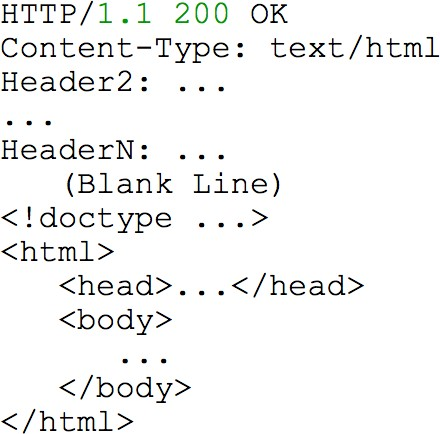 HTTP/1.1 200 OK
Content-Type: text/html
Header2: ...
...
HeaderN: ...
   (Blank Line)
<!doctype ...>
<html>
   <head>...</head>
   <body>
      ...
   </body>
</html>